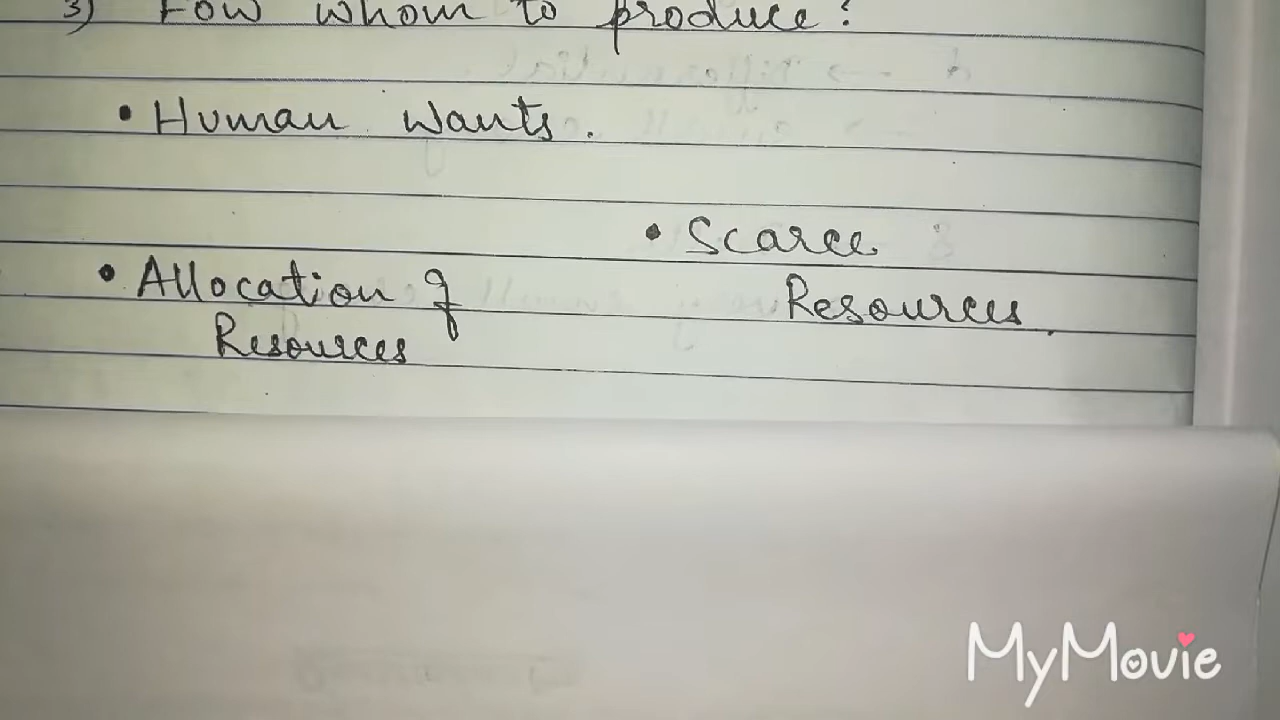 3) For whom to produce?
• Human Wants.
• Scarce
Resources.
• Allocation of
Resources
MyMovie